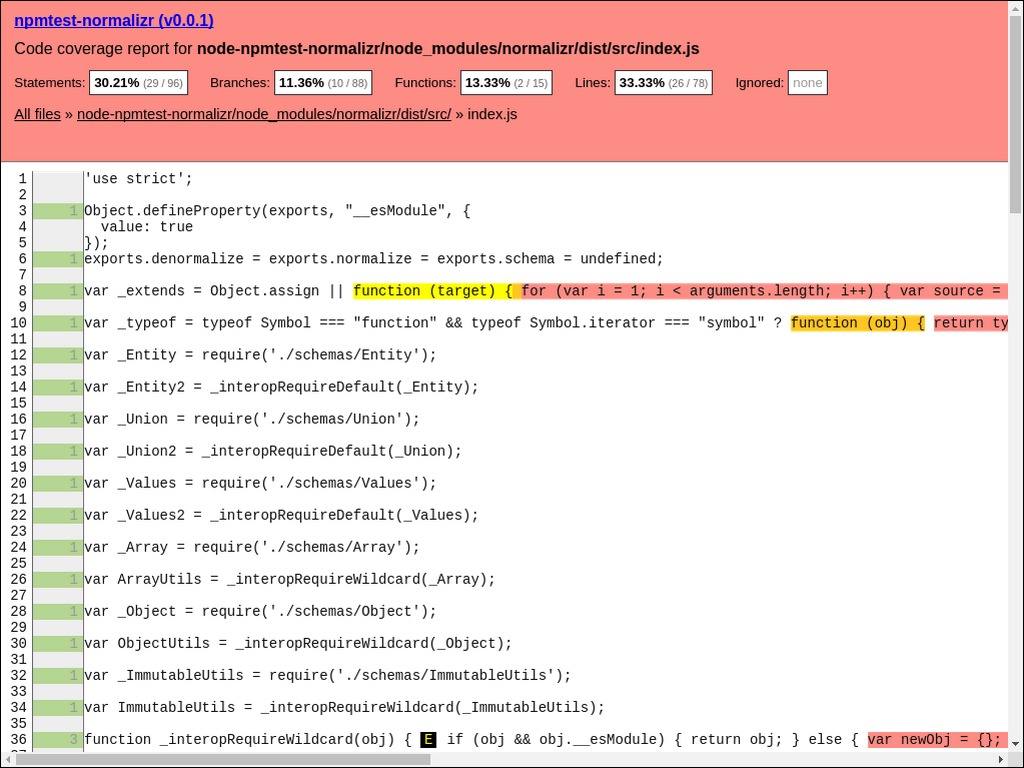 npmtest-normalizr (v0.0.1)
Code coverage report for node-npmtest-normalizr/node_modules/normalizr/dist/src/index.js
Statements: 30.21% (29 / 96) Branches: 11.36% (10 / 88) Functions: 13.33% (2 / 15) Lines: 33.33% (26 / 78) Ignored: none
All files » node-npmtest-normalizr/node_modules/normalizr/dist/src/ » index.js
1 'use strict';
2
3 1 Object.defineProperty(exports, "__esModule", {
4 value: true
5 });
6 1 exports.denormalize = exports.normalize = exports.schema = undefined;
7
8 1 var _extends = Object.assign || function (target) { for (var i = 1; i < arguments.length; i++) { var source =
9
10 1 var _typeof = typeof Symbol === "function" && typeof Symbol.iterator === "symbol" ? function (obj) { return ty
11
12 1 var _Entity = require('./schemas/Entity');
13
14 1 var _Entity2 = _interopRequireDefault(_Entity);
15
16 1 var _Union = require('./schemas/Union');
17
18 1 var _Union2 = _interopRequireDefault(_Union);
19
20 1 var _Values = require('./schemas/Values');
21
22 1 var _Values2 = _interopRequireDefault(_Values);
23
24 1 var _Array = require('./schemas/Array');
25
26 1 var ArrayUtils = _interopRequireWildcard(_Array);
27
28 1 var _Object = require('./schemas/Object');
29
30 1 var ObjectUtils = _interopRequireWildcard(_Object);
31
32 1 var _ImmutableUtils = require('./schemas/ImmutableUtils');
33
34 1 var ImmutableUtils = _interopRequireWildcard(_ImmutableUtils);
35
36 3 function _interopRequireWildcard(obj) { E if (obj && obj.__esModule) { return obj; } else { var newObj = {};